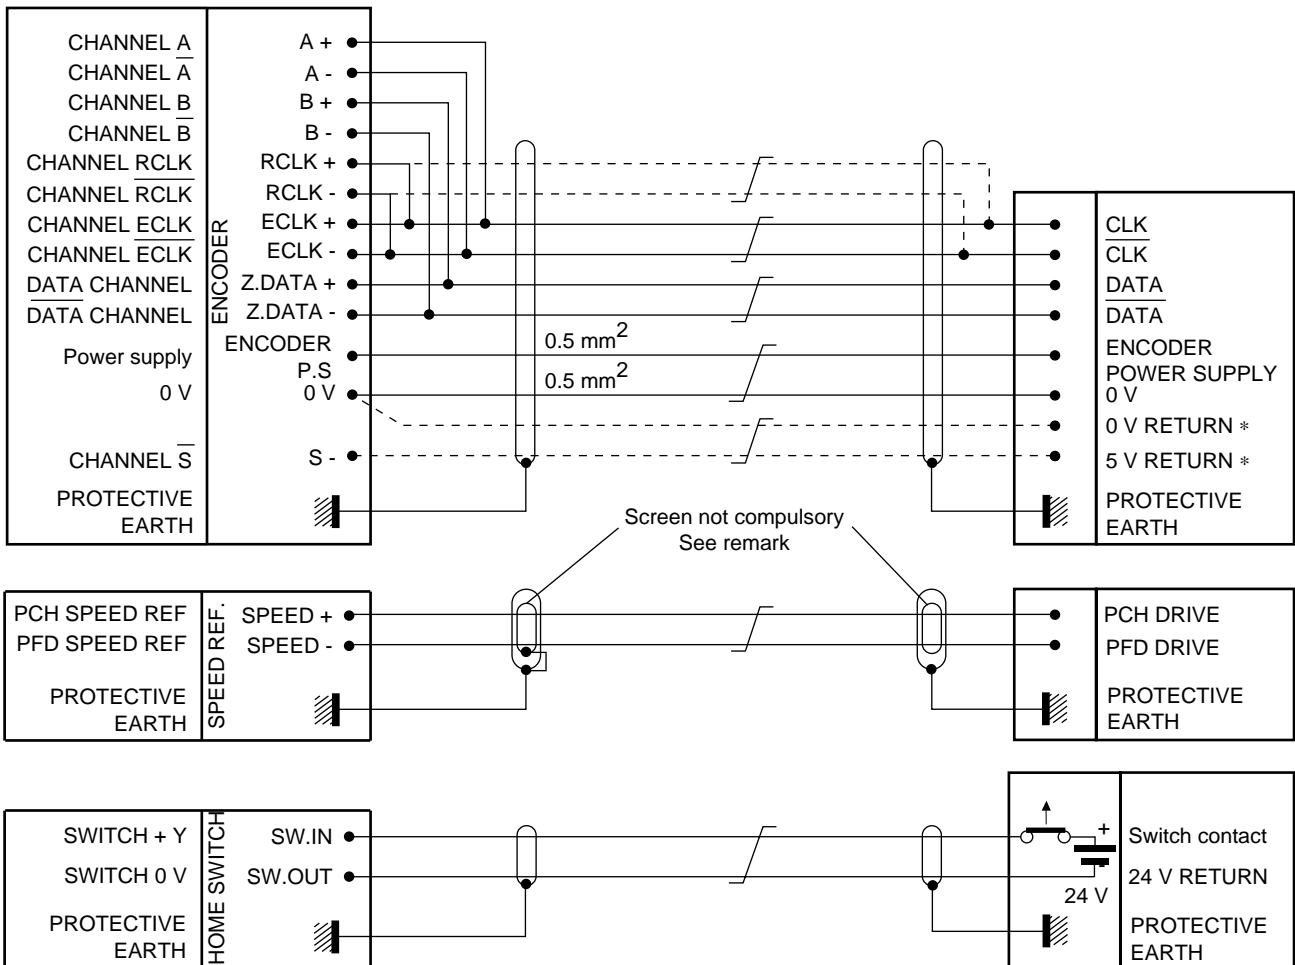 CHANNEL A
CHANNEL A
CHANNEL B
CHANNEL B
CHANNEL RCLK
CHANNEL RCLK
CHANNEL ECLK
CHANNEL ECLK
DATA CHANNEL
DATA CHANNEL
Power supply
0 V
CHANNEL S
PROTECTIVE
EARTH
ENCODER
A +
A -
B +
B -
RCLK +
RCLK -
ECLK +
ECLK -
Z.DATA +
Z.DATA -
ENCODER
P.S
0 V
S -
0.5 mm2
0.5 mm2
CLK
CLK
DATA
DATA
ENCODER
POWER SUPPLY
0 V
0 V RETURN *
5 V RETURN *
PROTECTIVE
EARTH
Screen not compulsory
See remark
PCH SPEED REF
PFD SPEED REF
PROTECTIVE
EARTH
SPEED REF.
SPEED +
SPEED -
PCH DRIVE
PFD DRIVE
PROTECTIVE
EARTH
SWITCH + Y
SWITCH 0 V
PROTECTIVE
EARTH
HOME SWITCH
SW.IN
SW.OUT
+
-
24 V
Switch contact
24 V RETURN
PROTECTIVE
EARTH